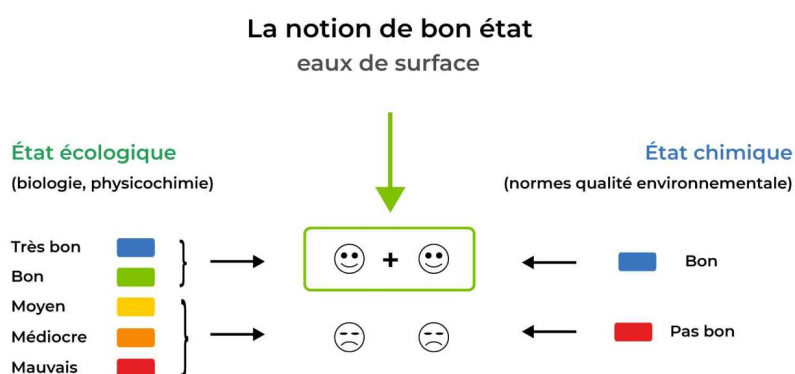 La notion de bon état
eaux de surface
État écologique
(biologie, physicochimie)
État chimique
(normes qualité environnementale)
Très bon
Bon
Moyen
Médiocre
Mauvais
+
Bon
Pas bon